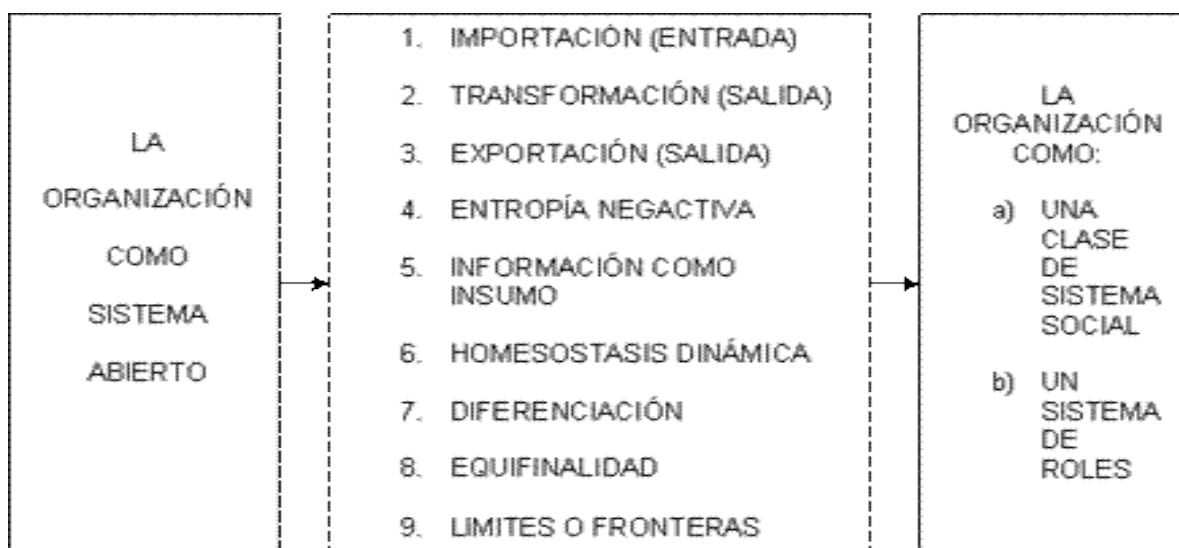 LA
ORGANIZACIÓN
COMO
SISTEMA
ABIERTO
1. IMPORTACIÓN (ENTRADA)
2. TRANSFORMACIÓN (SALIDA)
3. EXPORTACIÓN (SALIDA)
4. ENTROPÍA NEGACTIVA
5. INFORMACIÓN COMO
INSUMO
6. HOMESOSTASIS DINÁMICA
7. DIFERENCIACIÓN
8. EQUIFINALIDAD
9. LIMITES O FRONTERAS
LA
ORGANIZACIÓN
COMO:
a) UNA
CLASE
DE
SISTEMA
SOCIAL
b) UN
SISTEMA
DE
ROLES